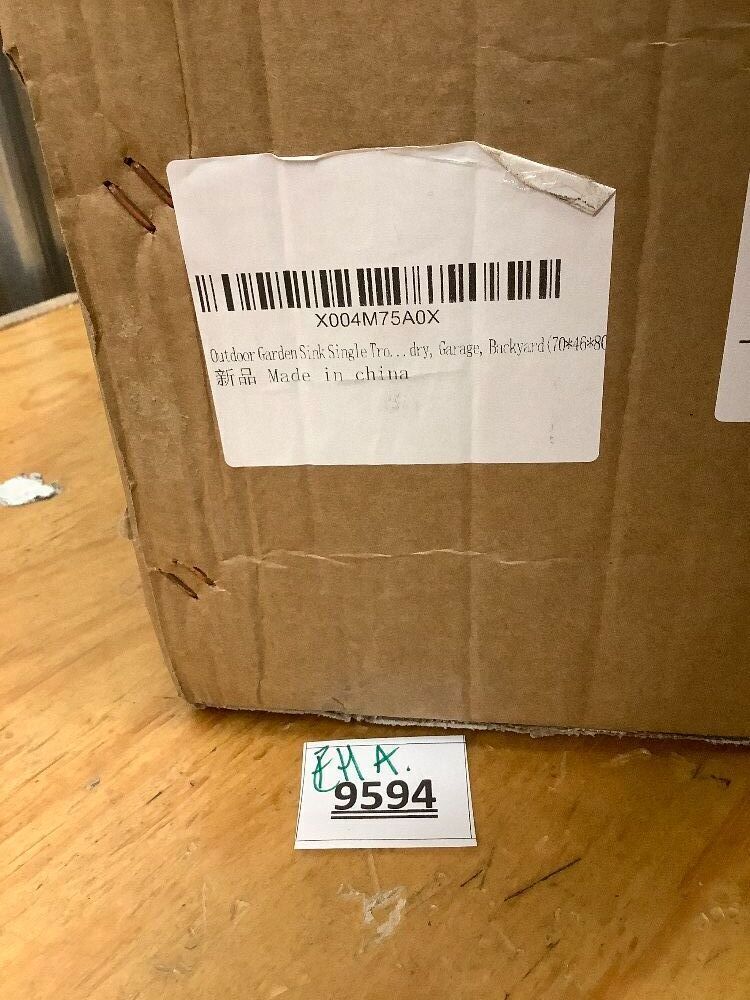 X004M75A0X
Outdoor Garden Sink Single Tro...dry, Garage, Backyard(70*46*80
新品 Made in china
EHA.
9594